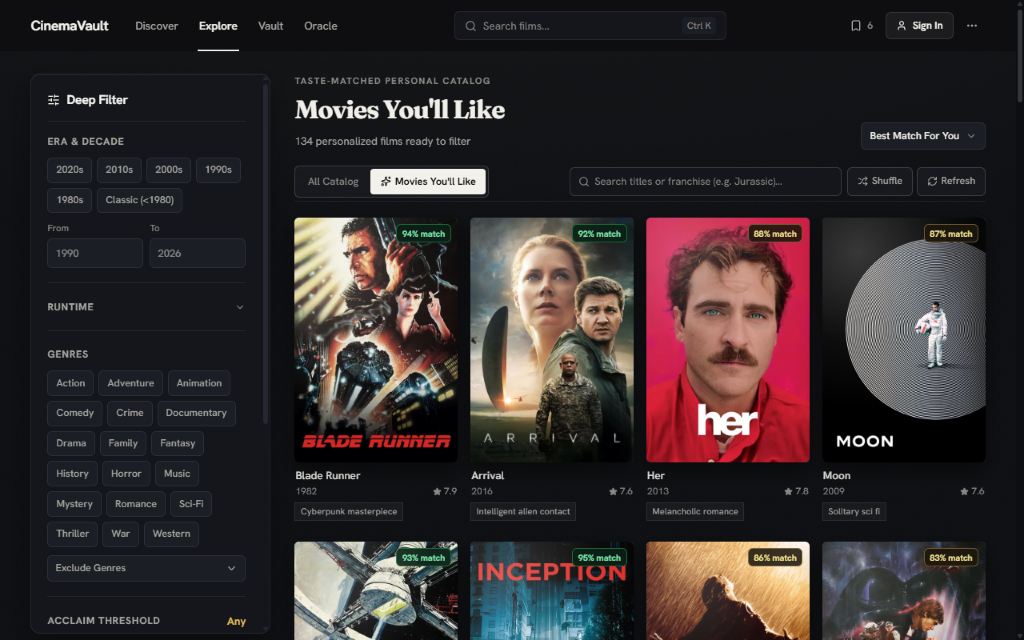 CinemaVault
Discover
Explore
Vault
Oracle
Search films...
Ctrl K
6
Sign In
Deep Filter
ERA & DECADE
2020s
2010s
2000s
1990s
1980s
Classic (<1980)
From
To
1990
2026
RUNTIME
GENRES
Action
Adventure
Animation
Comedy
Crime
Documentary
Drama
Family
Fantasy
History
Horror
Music
Mystery
Romance
Sci-Fi
Thriller
War
Western
Exclude Genres
ACCLAIM THRESHOLD
Any
TASTE-MATCHED PERSONAL CATALOG
Movies You'll Like
134 personalized films ready to filter
Best Match For You
All Catalog
Movies You'll Like
Search titles or franchise (e.g. Jurassic)...
Shuffle
Refresh
94% match
BLADE RUNNER
Blade Runner
1982
7.9
Cyberpunk masterpiece
92% match
ARRIVAL
Arrival
2016
7.6
Intelligent alien contact
88% match
her
Her
2013
7.8
Melancholic romance
87% match
MOON
Moon
2009
7.6
Solitary sci fi
93% match
95% match
INCEPTION
86% match
83% match